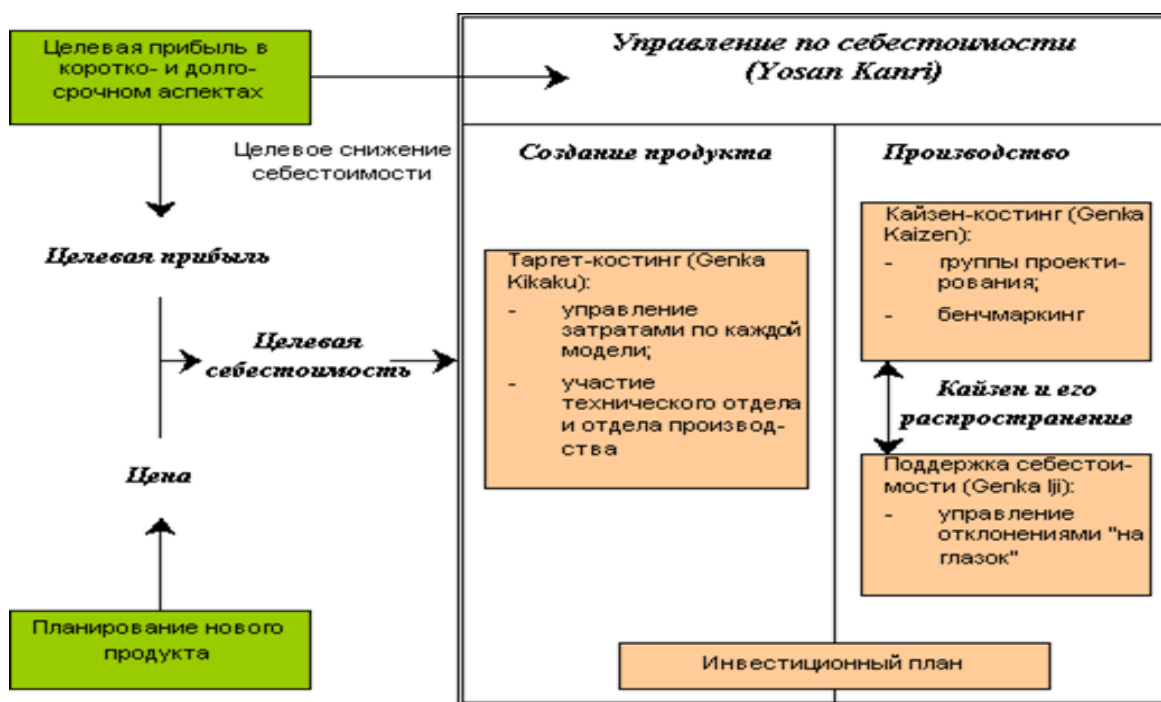 Целевая прибыль в
коротко- и долго-
срочном аспектах
Управление по себестоимости
(Yosan Kanri)
Целевое снижение
себестоимости
Создание продукта
Производство
Целевая прибыль
Целевая
себестоимость
Цена
Планирование нового
продукта
Таргет-костинг (Genka
Kikaku):
- управление
затратами по каждой
модели;
- участие
технического отдела
и отдела производ-
ства
Кайзен-костинг (Genka
Kaizen):
- группы проекти-
рования;
- бенчмаркинг
Кайзен и его
распространение
Поддержка себестои-
мости (Genka Iji):
- управление
отклонениями "на
глазок"
Инвестиционный план